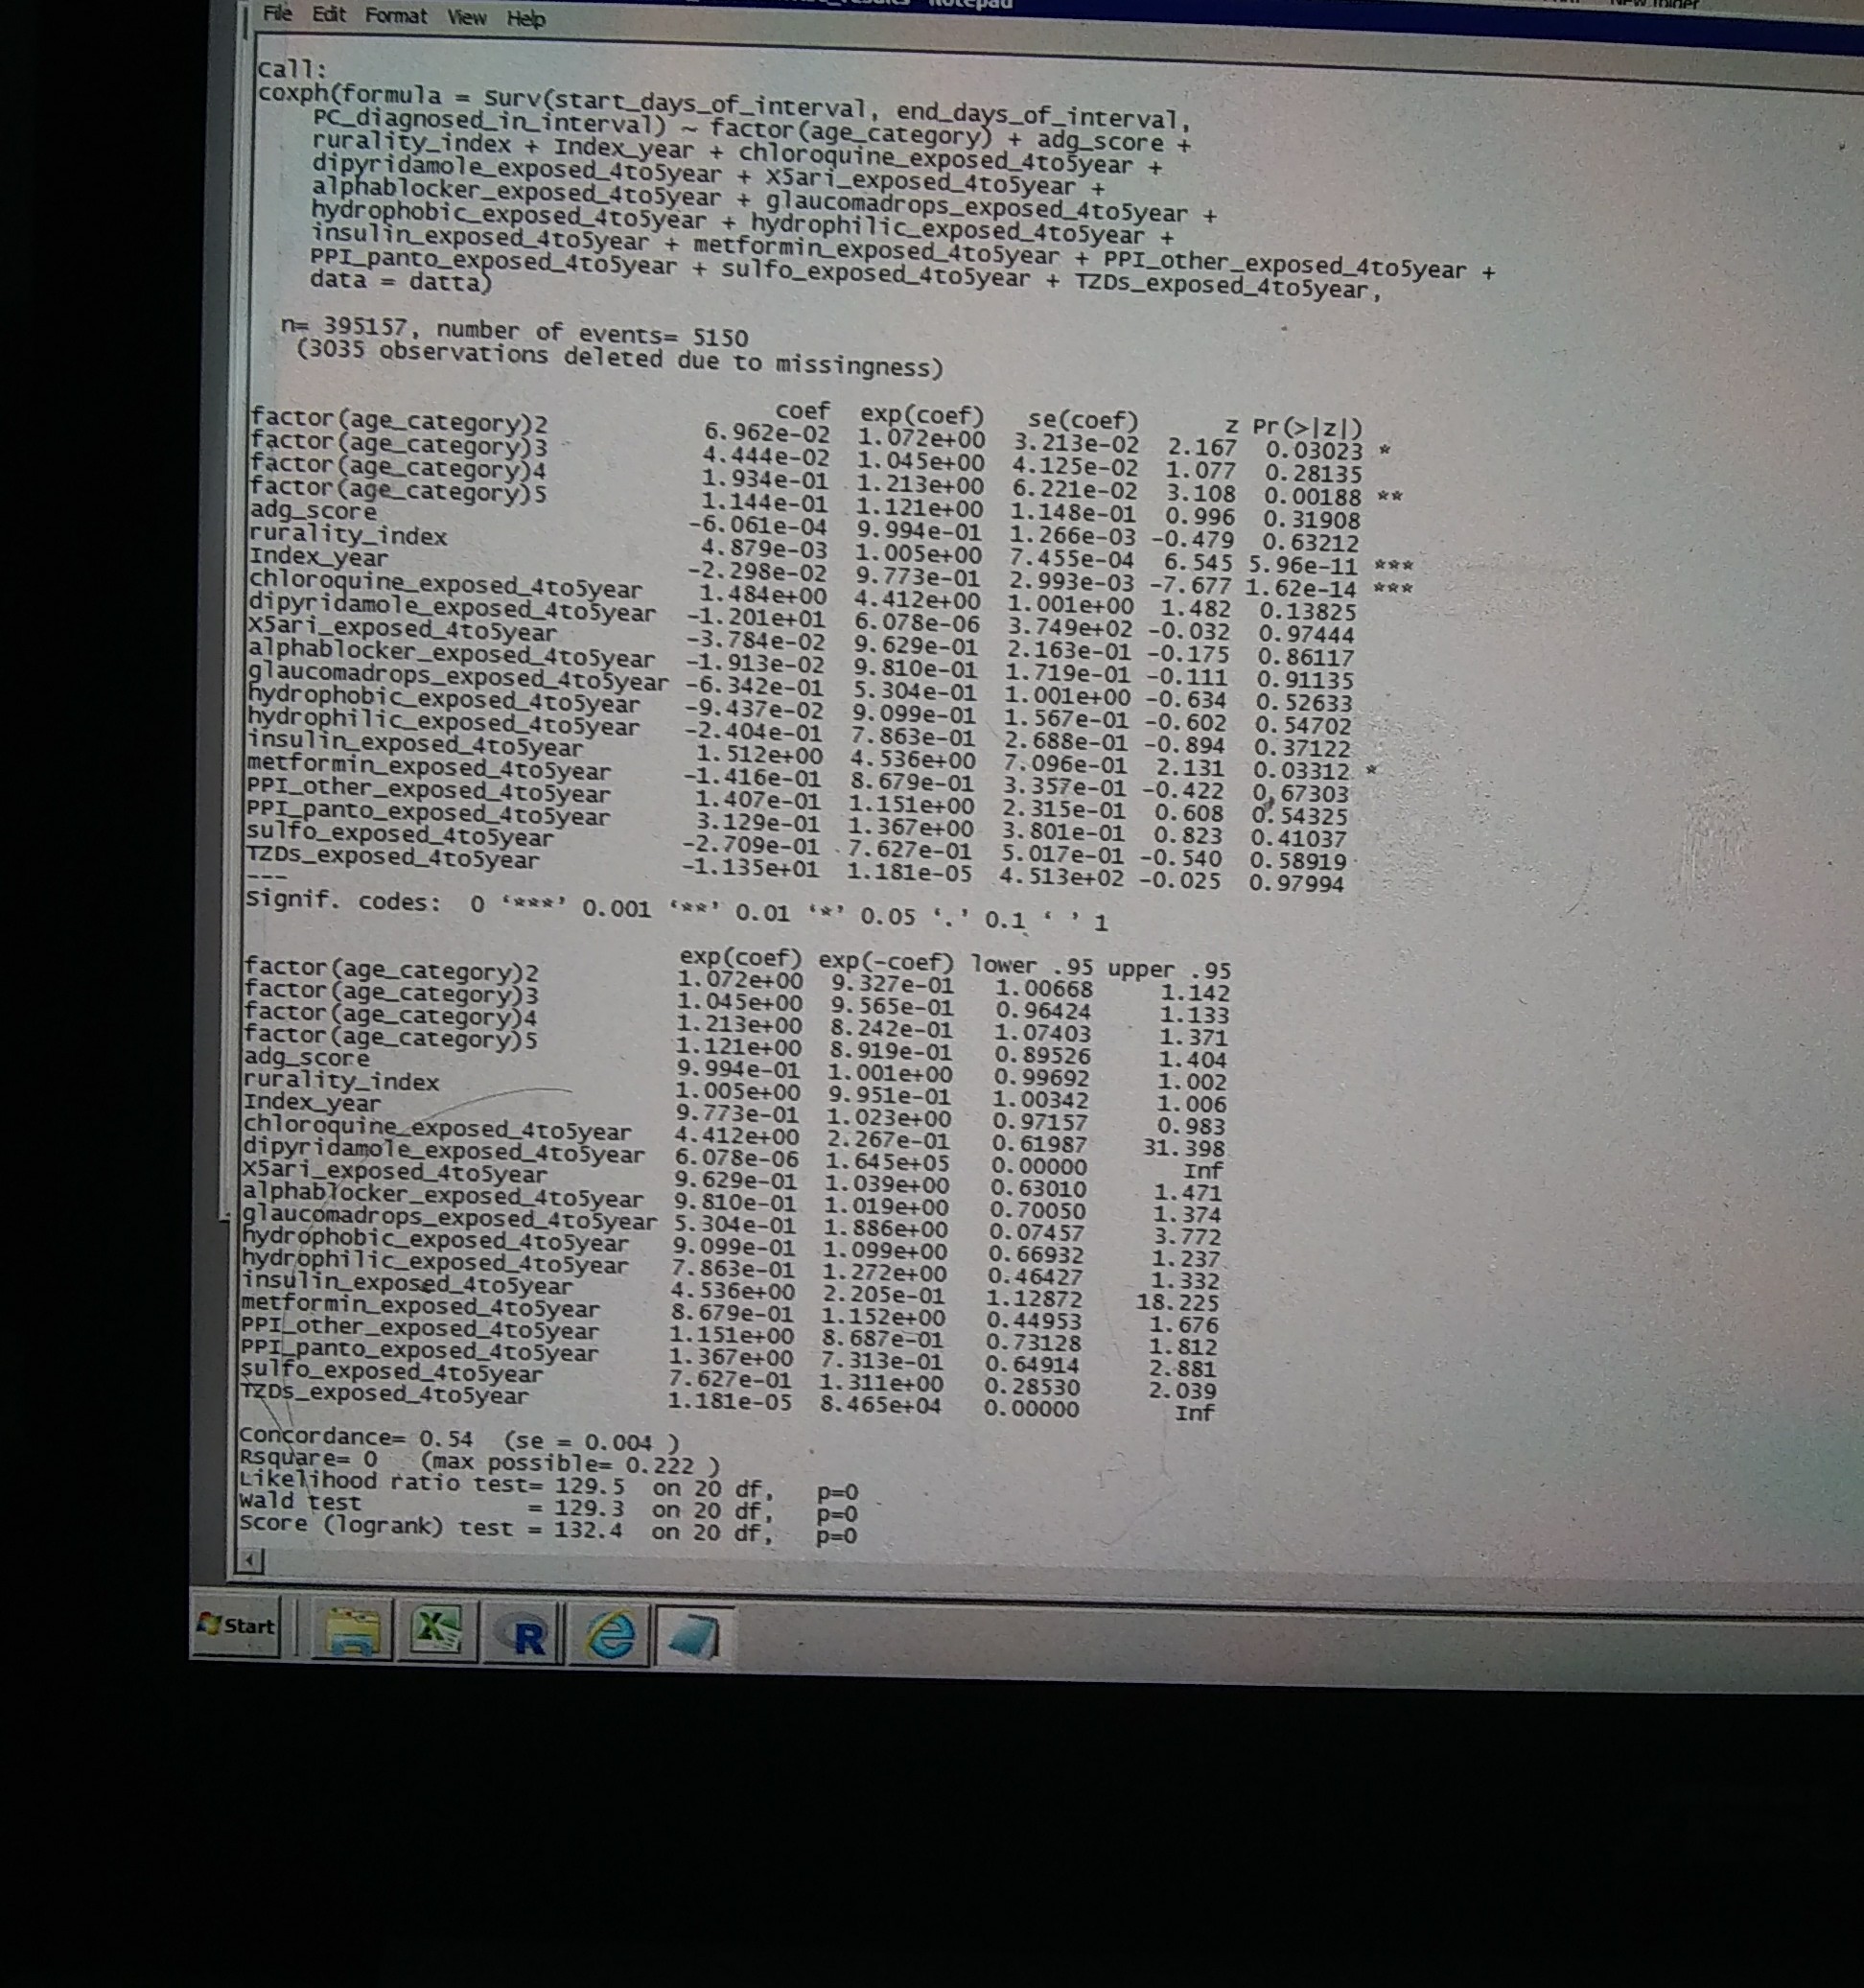 File Edit Format View Help
Call:
coxph(formula = Surv(start_days_of_interval, end_days_of_interval,
    PC_diagnosed_in_interval) ~ factor(age_category) + adg_score +
    rurality_index + Index_year + chloroquine_exposed_4to5year +
    dipyridamole_exposed_4to5year + X5ari_exposed_4to5year +
    alphablocker_exposed_4to5year + glaucomadrops_exposed_4to5year +
    hydrophobic_exposed_4to5year + hydrophilic_exposed_4to5year +
    insulin_exposed_4to5year + metformin_exposed_4to5year + PPI_other_exposed_4to5year +
    PPI_panto_exposed_4to5year + sulfo_exposed_4to5year + TZDs_exposed_4to5year,
    data = datta)
  n= 395157, number of events= 5150
   (3035 observations deleted due to missingness)
coef exp(coef) se(coef) z Pr(>|z|)
factor(age_category)2 6.962e-02 1.072e+00 3.213e-02 2.167 0.03023 *
factor(age_category)3 4.444e-02 1.045e+00 4.125e-02 1.077 0.28135
factor(age_category)4 1.934e-01 1.213e+00 6.221e-02 3.108 0.00188 **
factor(age_category)5 1.144e-01 1.121e+00 1.148e-01 0.996 0.31908
adg_score -6.061e-04 9.994e-01 1.266e-03 -0.479 0.63212
rurality_index 4.879e-03 1.005e+00 7.455e-04 6.545 5.96e-11 ***
Index_year -2.298e-02 9.773e-01 2.993e-03 -7.677 1.62e-14 ***
chloroquine_exposed_4to5year 1.484e+00 4.412e+00 1.001e+00 1.482 0.13825
dipyridamole_exposed_4to5year -1.201e+01 6.078e-06 3.749e+02 -0.032 0.97444
X5ari_exposed_4to5year -3.784e-02 9.629e-01 2.163e-01 -0.175 0.86117
alphablocker_exposed_4to5year -1.913e-02 9.810e-01 1.719e-01 -0.111 0.91135
glaucomadrops_exposed_4to5year -6.342e-01 5.304e-01 1.001e+00 -0.634 0.52633
hydrophobic_exposed_4to5year -9.437e-02 9.099e-01 1.567e-01 -0.602 0.54702
hydrophilic_exposed_4to5year -2.404e-01 7.863e-01 2.688e-01 -0.894 0.37122
insulin_exposed_4to5year 1.512e+00 4.536e+00 7.096e-01 2.131 0.03312 *
metformin_exposed_4to5year -1.416e-01 8.679e-01 3.357e-01 -0.422 0.67303
PPI_other_exposed_4to5year 1.407e-01 1.151e+00 2.315e-01 0.608 0.54325
PPI_panto_exposed_4to5year 3.129e-01 1.367e+00 3.801e-01 0.823 0.41037
sulfo_exposed_4to5year -2.709e-01 7.627e-01 5.017e-01 -0.540 0.58919
TZDs_exposed_4to5year -1.135e+01 1.181e-05 4.513e+02 -0.025 0.97994
---
Signif. codes:  0 ‘***’ 0.001 ‘**’ 0.01 ‘*’ 0.05 ‘.’ 0.1 ‘ ’ 1
exp(coef) exp(-coef) lower .95 upper .95
factor(age_category)2 1.072e+00 9.327e-01 1.00668 1.142
factor(age_category)3 1.045e+00 9.565e-01 0.96424 1.133
factor(age_category)4 1.213e+00 8.242e-01 1.07403 1.371
factor(age_category)5 1.121e+00 8.919e-01 0.89526 1.404
adg_score 9.994e-01 1.001e+00 0.99692 1.002
rurality_index 1.005e+00 9.951e-01 1.00342 1.006
Index_year 9.773e-01 1.023e+00 0.97157 0.983
chloroquine_exposed_4to5year 4.412e+00 2.267e-01 0.61987 31.398
dipyridamole_exposed_4to5year 6.078e-06 1.645e+05 0.00000 Inf
X5ari_exposed_4to5year 9.629e-01 1.039e+00 0.63010 1.471
alphablocker_exposed_4to5year 9.810e-01 1.019e+00 0.70050 1.374
glaucomadrops_exposed_4to5year 5.304e-01 1.886e+00 0.07457 3.772
hydrophobic_exposed_4to5year 9.099e-01 1.099e+00 0.66932 1.237
hydrophilic_exposed_4to5year 7.863e-01 1.272e+00 0.46427 1.332
insulin_exposed_4to5year 4.536e+00 2.205e-01 1.12872 18.225
metformin_exposed_4to5year 8.679e-01 1.152e+00 0.44953 1.676
PPI_other_exposed_4to5year 1.151e+00 8.687e-01 0.73128 1.812
PPI_panto_exposed_4to5year 1.367e+00 7.313e-01 0.64914 2.881
sulfo_exposed_4to5year 7.627e-01 1.311e+00 0.28530 2.039
TZDs_exposed_4to5year 1.181e-05 8.465e+04 0.00000 Inf
Concordance= 0.54  (se = 0.004 )
Rsquare= 0   (max possible= 0.222 )
Likelihood ratio test= 129.5  on 20 df,   p=0
Wald test            = 129.3  on 20 df,   p=0
Score (logrank) test = 132.4  on 20 df,   p=0
Start